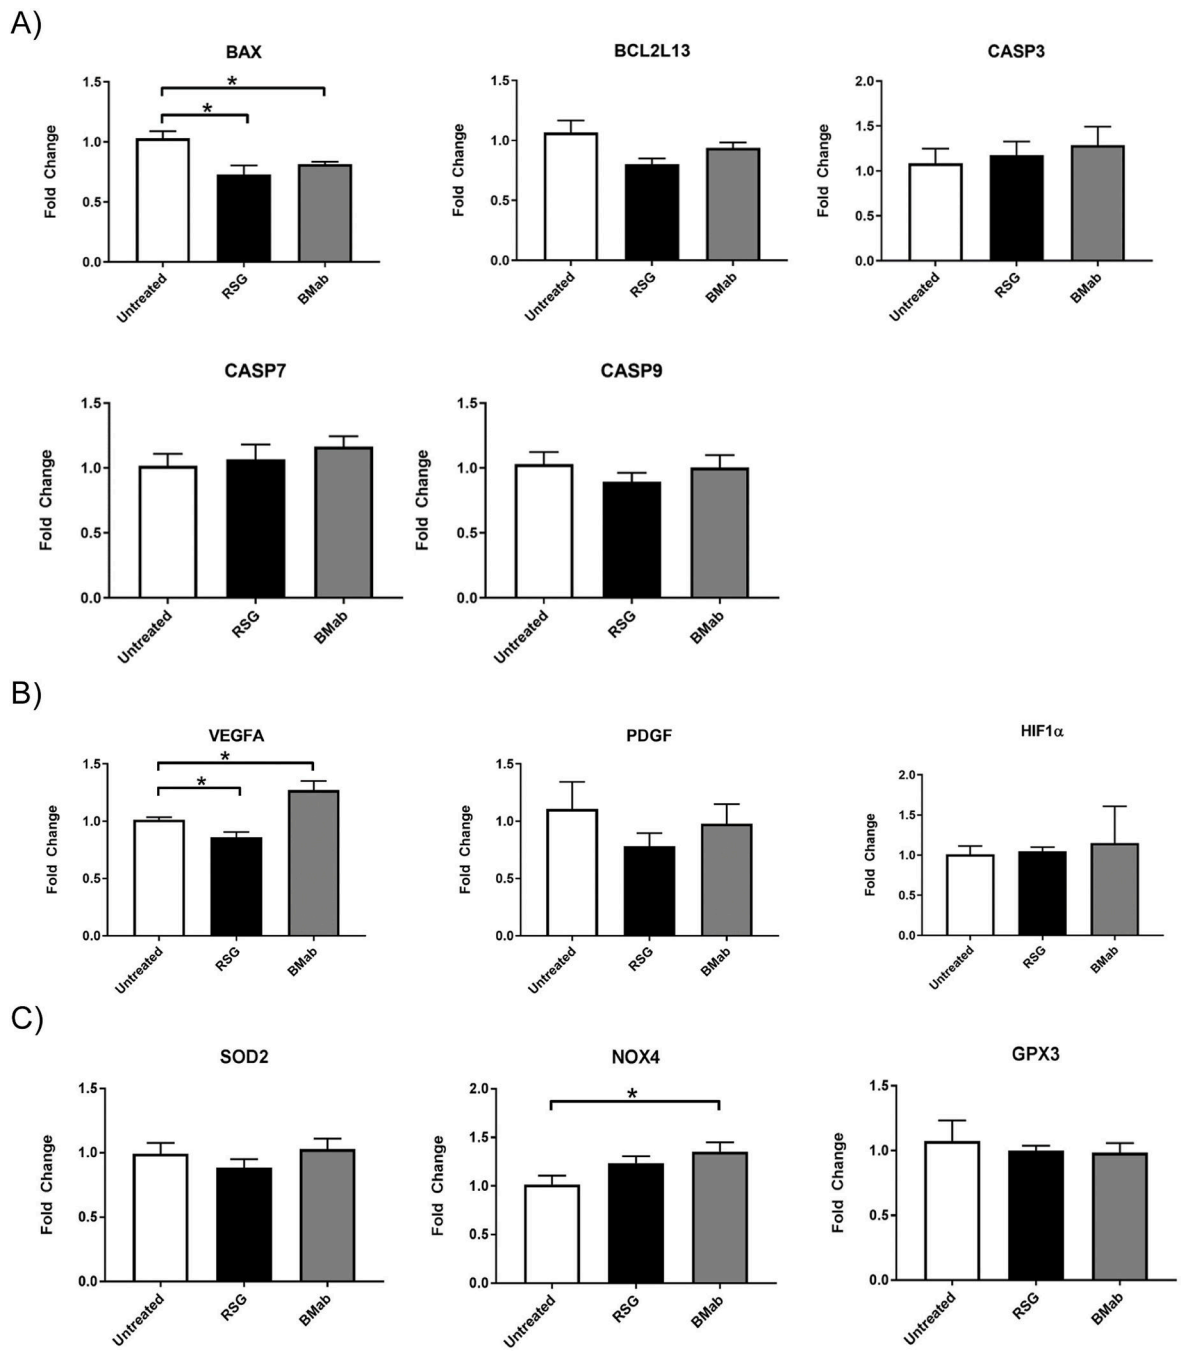 A)
BAX
1.5
1.0
0.5
0.0
Fold Change
*
*
Untreated
RSG
BMab
BCL2L13
1.5
1.0
0.5
0.0
Fold Change
Untreated
RSG
BMab
CASP3
2.0
1.5
1.0
0.5
0.0
Fold Change
Untreated
RSG
BMab
CASP7
1.5
1.0
0.5
0.0
Fold Change
Untreated
RSG
BMab
CASP9
1.5
1.0
0.5
0.0
Fold Change
Untreated
RSG
BMab
B)
VEGFA
1.5
1.0
0.5
0.0
Fold Change
*
*
Untreated
RSG
BMab
PDGF
1.5
1.0
0.5
0.0
Fold Change
Untreated
RSG
BMab
HIF1α
2.0
1.5
1.0
0.5
0.0
Fold Change
Untreated
RSG
BMab
C)
SOD2
1.5
1.0
0.5
0.0
Fold Change
Untreated
RSG
BMab
NOX4
2.0
1.5
1.0
0.5
0.0
Fold Change
*
Untreated
RSG
BMab
GPX3
1.5
1.0
0.5
0.0
Fold Change
Untreated
RSG
BMab